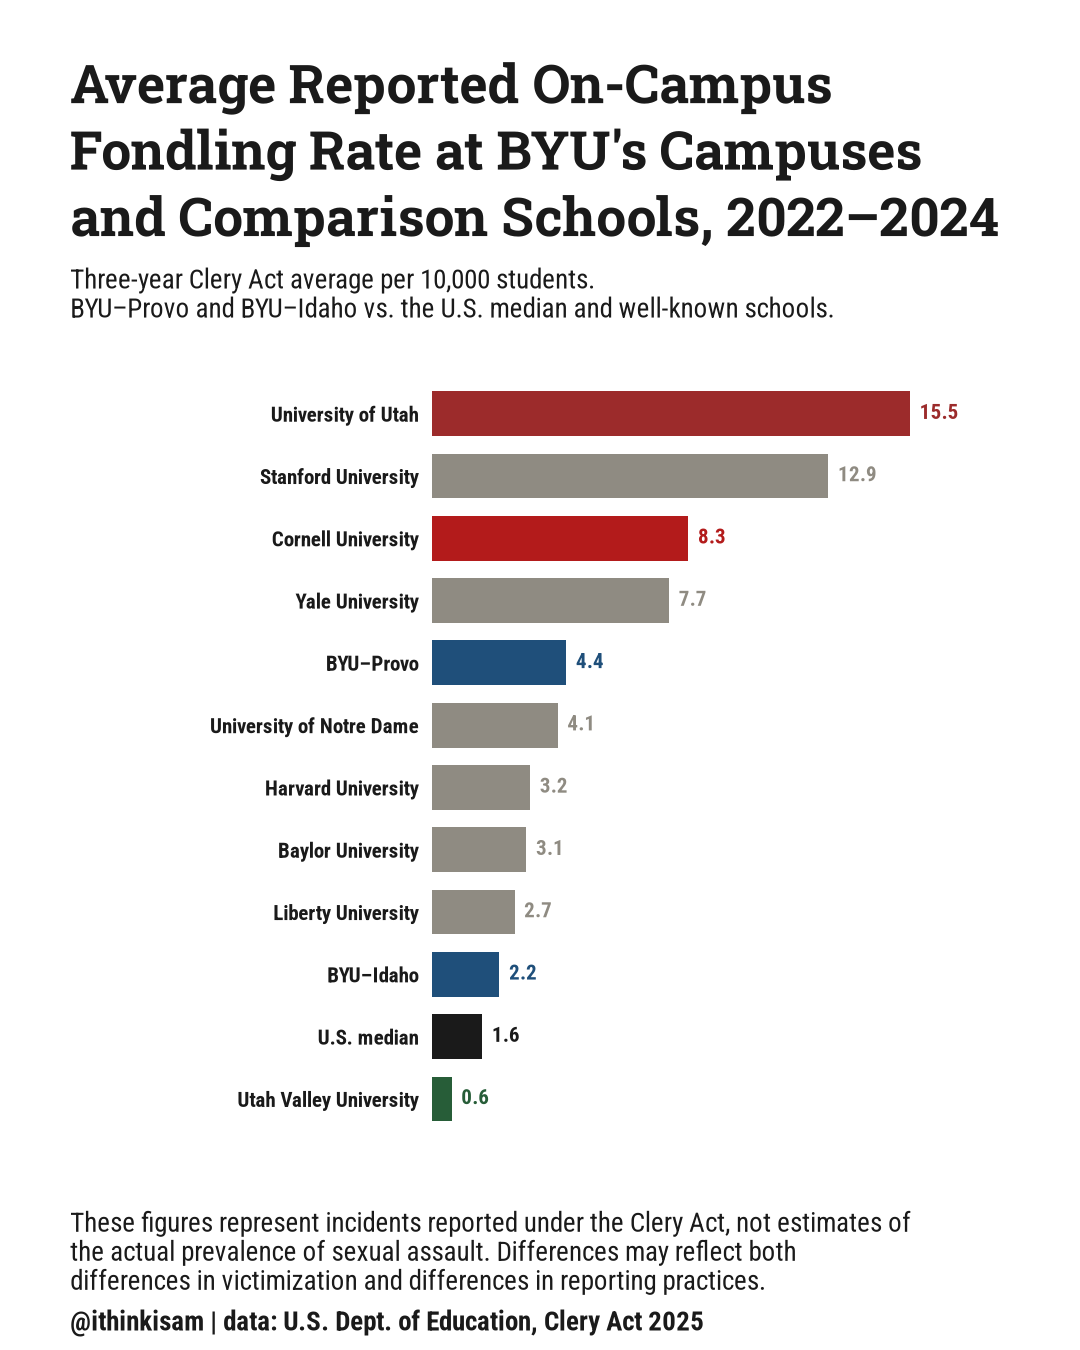 Average Reported On-Campus
Fondling Rate at BYU's Campuses
and Comparison Schools, 2022–2024
Three-year Clery Act average per 10,000 students.
BYU–Provo and BYU–Idaho vs. the U.S. median and well-known schools.
University of Utah 15.5
Stanford University 12.9
Cornell University 8.3
Yale University 7.7
BYU–Provo 4.4
University of Notre Dame 4.1
Harvard University 3.2
Baylor University 3.1
Liberty University 2.7
BYU–Idaho 2.2
U.S. median 1.6
Utah Valley University 0.6
These figures represent incidents reported under the Clery Act, not estimates of
the actual prevalence of sexual assault. Differences may reflect both
differences in victimization and differences in reporting practices.
@ithinkisam | data: U.S. Dept. of Education, Clery Act 2025